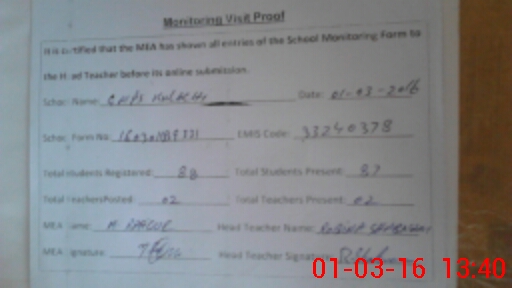 Monitoring Visit Proof
It is certified that the MEA has shown all entries of the School Monitoring Form to
the Head Teacher before its online submission.
School Name: GMPS Date: 01-03-2016
School Form No: EMIS Code: 33240378
Total Students Registered: 88 Total Students Present: 87
Total Teachers Posted: 02 Total Teachers Present: 02
MEA Name: Head Teacher Name: ROBINA
MEA Signature: Head Teacher Signature:
01-03-16 13:40